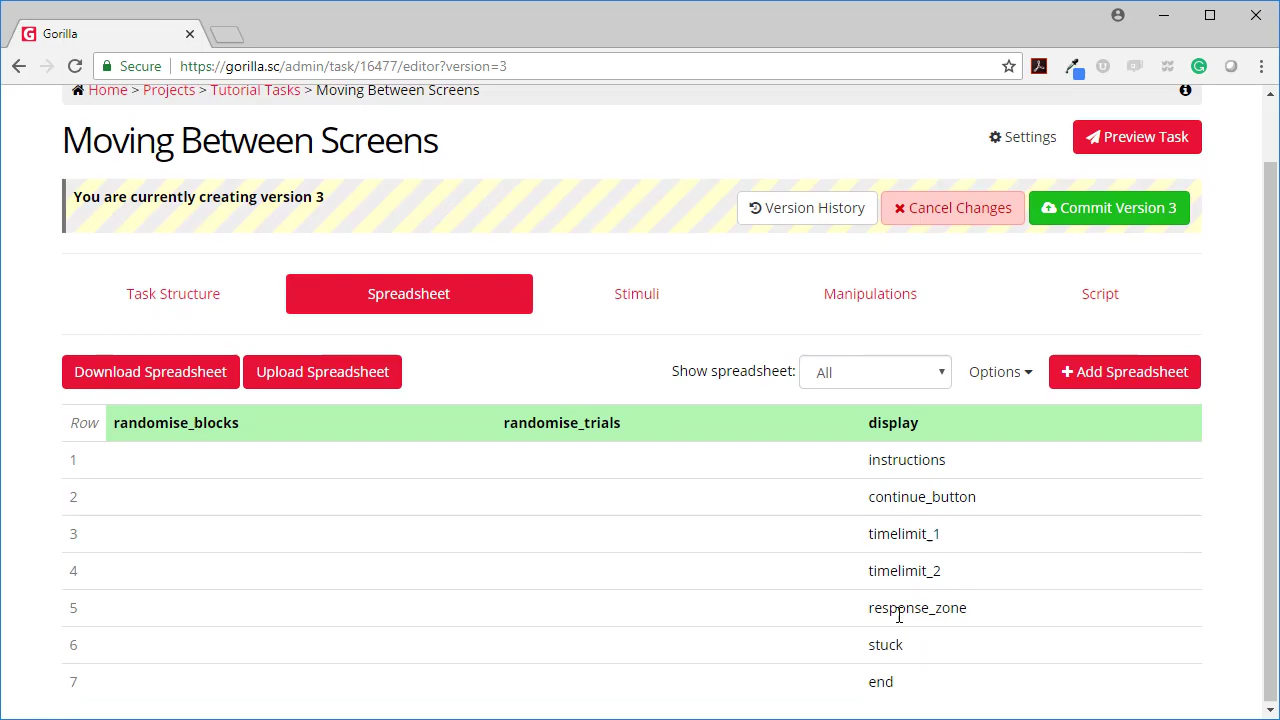 Gorilla
Secure https://gorilla.sc/admin/task/16477/editor?version=3
Home > Projects > Tutorial Tasks > Moving Between Screens
Moving Between Screens
Settings
Preview Task
You are currently creating version 3
Version History
Cancel Changes
Commit Version 3
Task Structure
Spreadsheet
Stimuli
Manipulations
Script
Download Spreadsheet
Upload Spreadsheet
Show spreadsheet: All
Options
Add Spreadsheet
Row randomise_blocks randomise_trials display
1 instructions
2 continue_button
3 timelimit_1
4 timelimit_2
5 response_zone
6 stuck
7 end